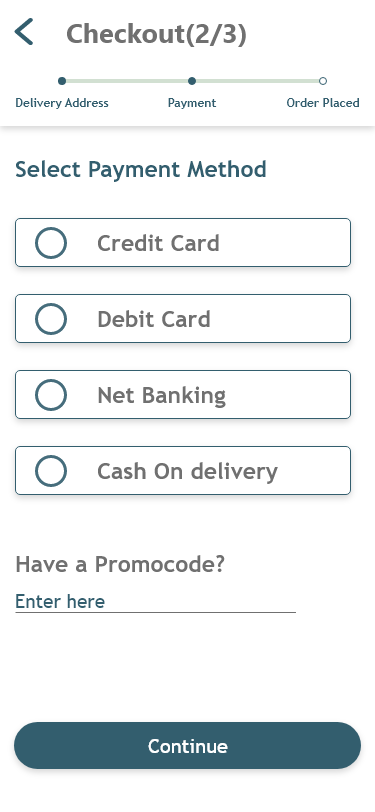 Checkout(2/3)
Delivery Address Payment Order Placed
Select Payment Method
Credit Card
Debit Card
Net Banking
Cash On delivery
Have a Promocode?
Enter here
Continue